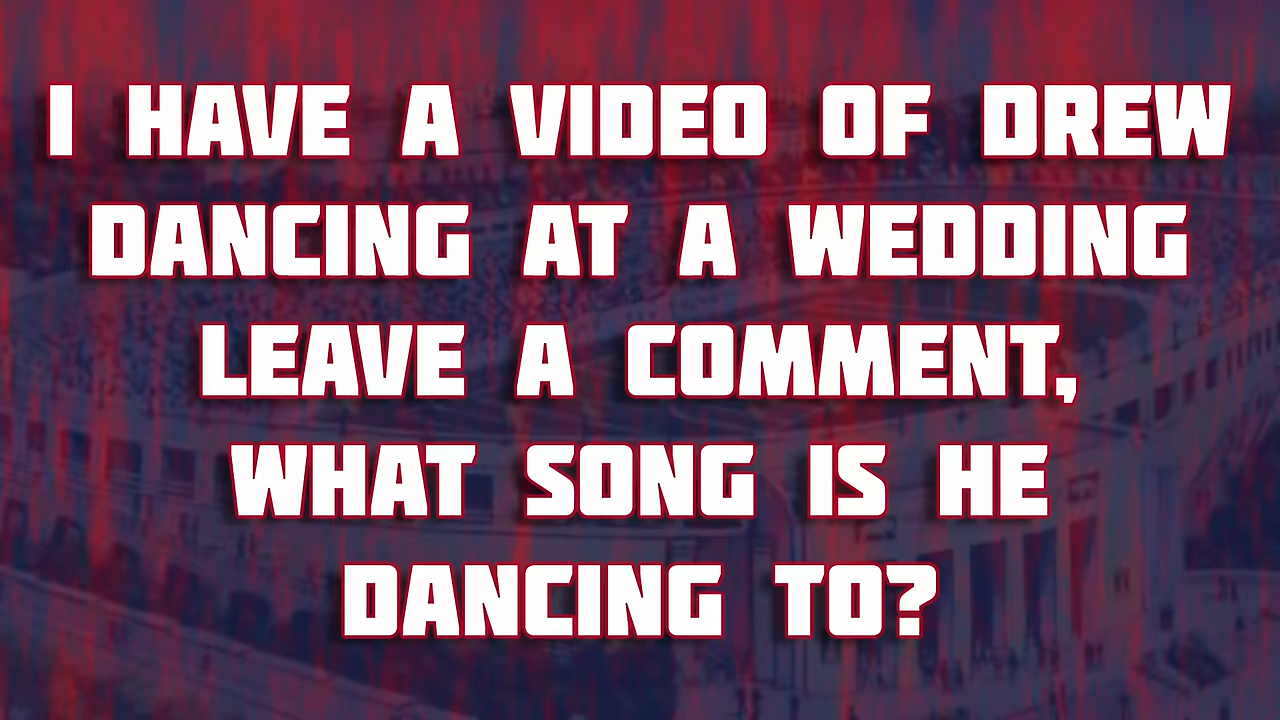 I HAVE A VIDEO OF DREW
DANCING AT A WEDDING
LEAVE A COMMENT,
WHAT SONG IS HE
DANCING TO?